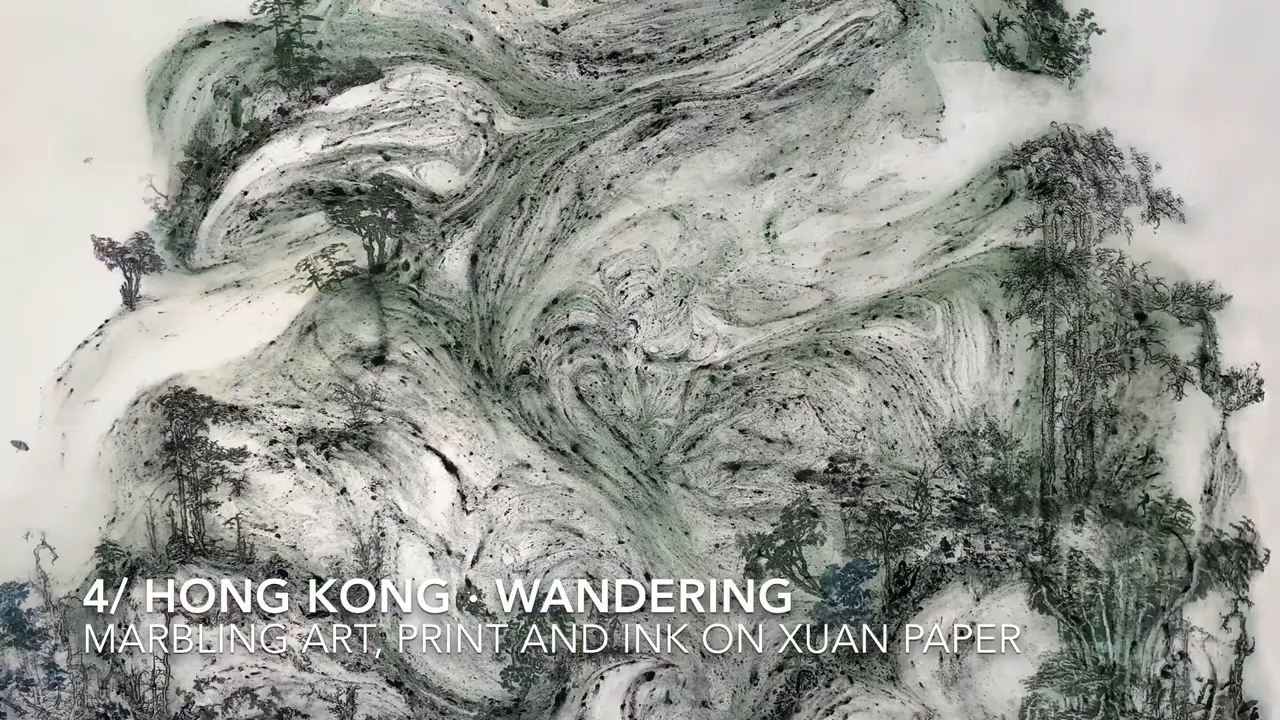 4/ HONG KONG · WANDERING
MARBLING ART, PRINT AND INK ON XUAN PAPER